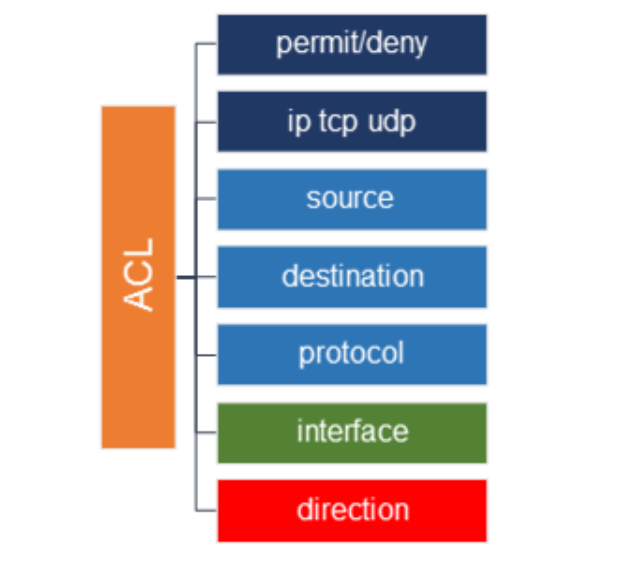 ACL
permit/deny
ip tcp udp
source
destination
protocol
interface
direction